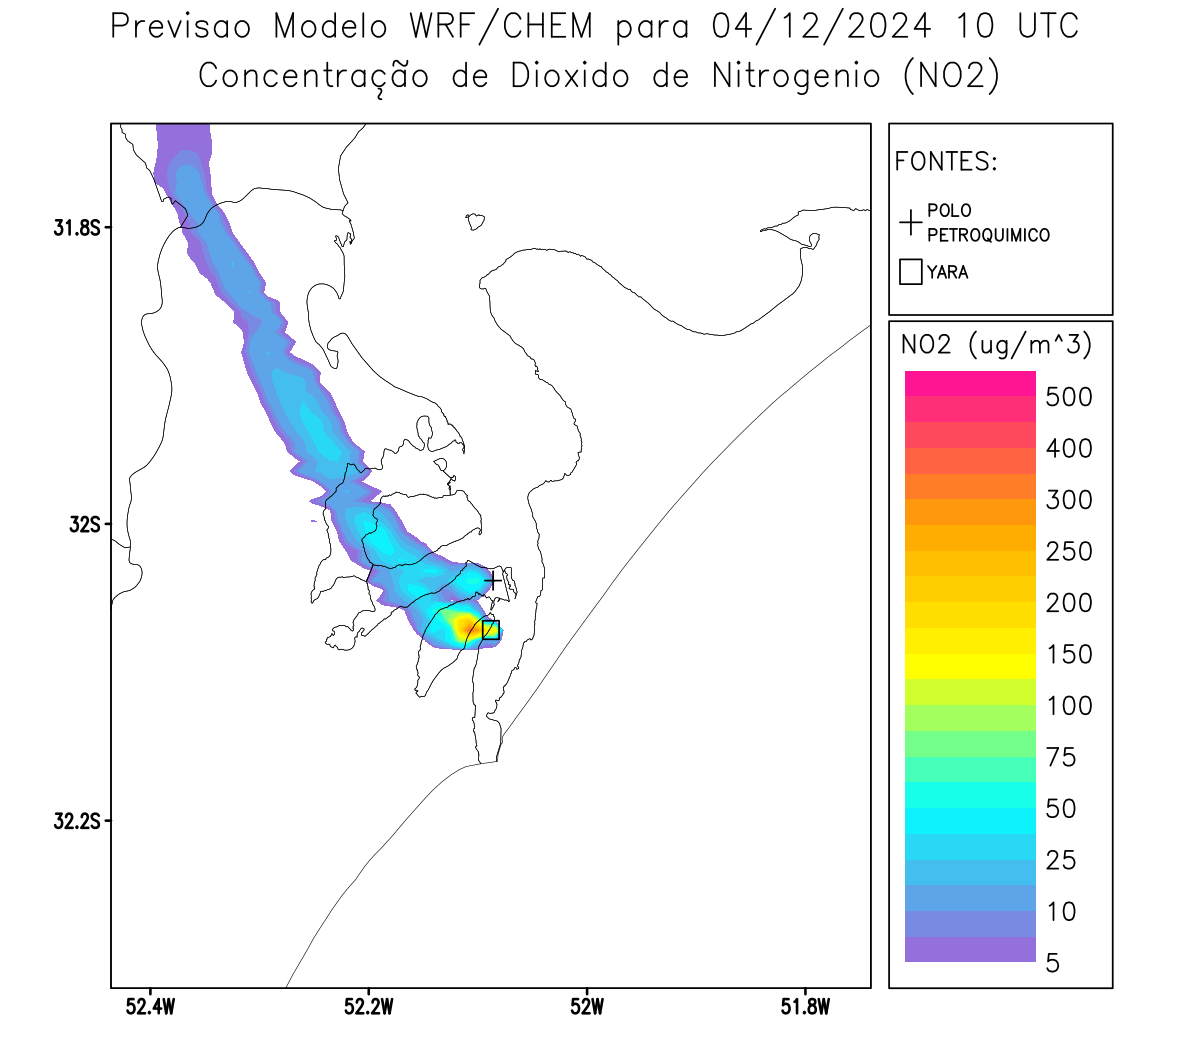 Previsao Modelo WRF/CHEM para 04/12/2024 10 UTC
Concentração de Dioxido de Nitrogenio (NO2)
FONTES:
POLO
PETROQUIMICO
YARA
NO2 (ug/m^3)
500
400
300
250
200
150
100
75
50
25
10
5
31.8S
32S
32.2S
52.4W
52.2W
52W
51.8W